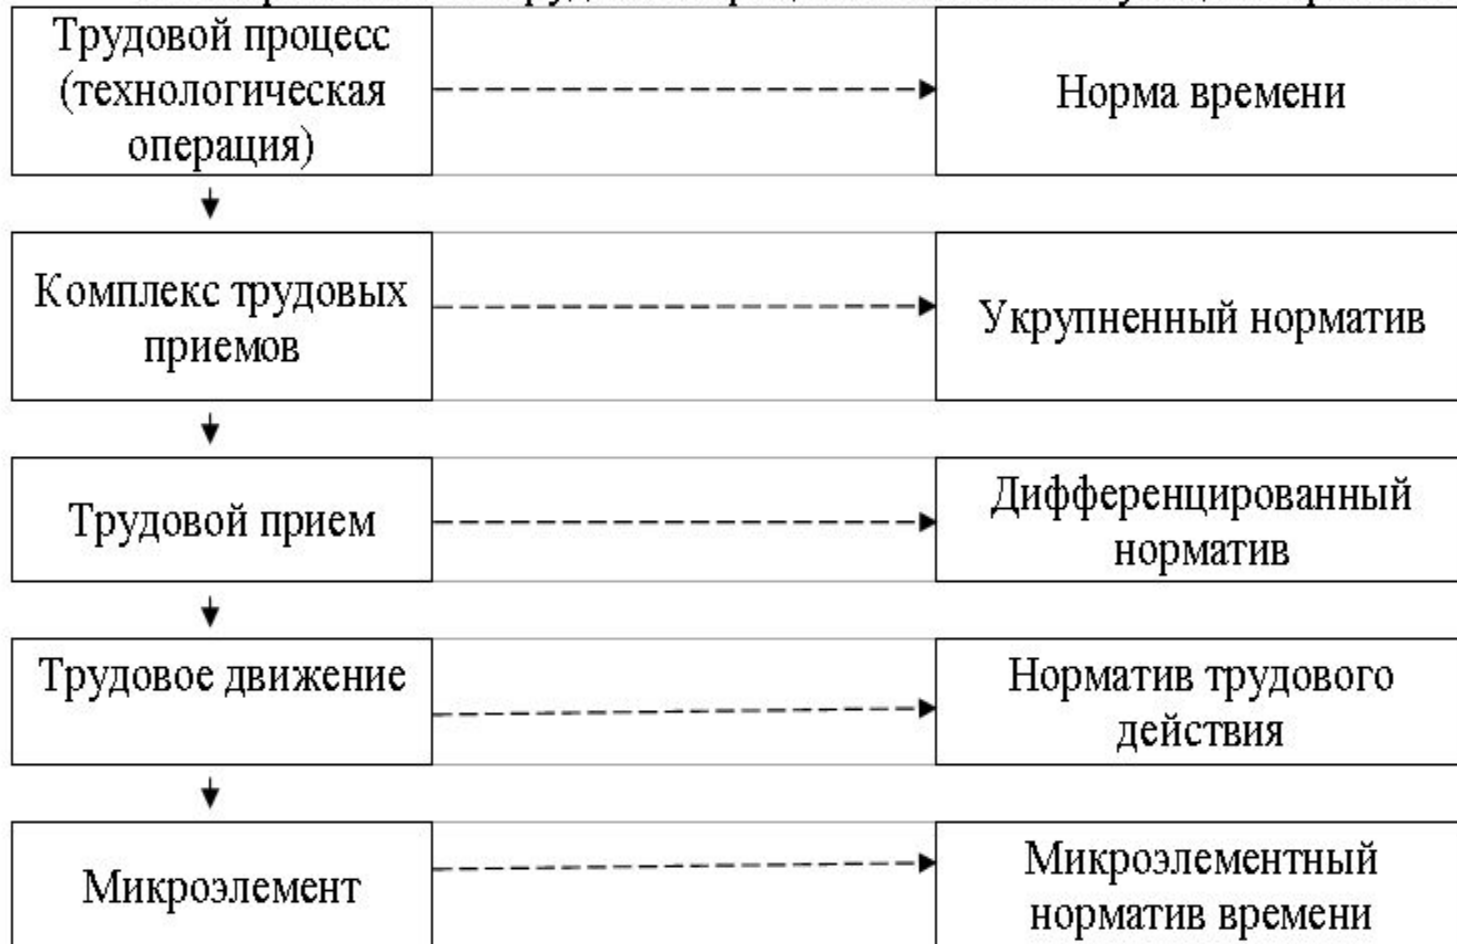 Трудовой процесс
(технологическая
операция)
Норма времени
Комплекс трудовых
приемов
Укрупненный норматив
Трудовой прием
Дифференцированный
норматив
Трудовое движение
Норматив трудового
действия
Микроэлемент
Микроэлементный
норматив времени